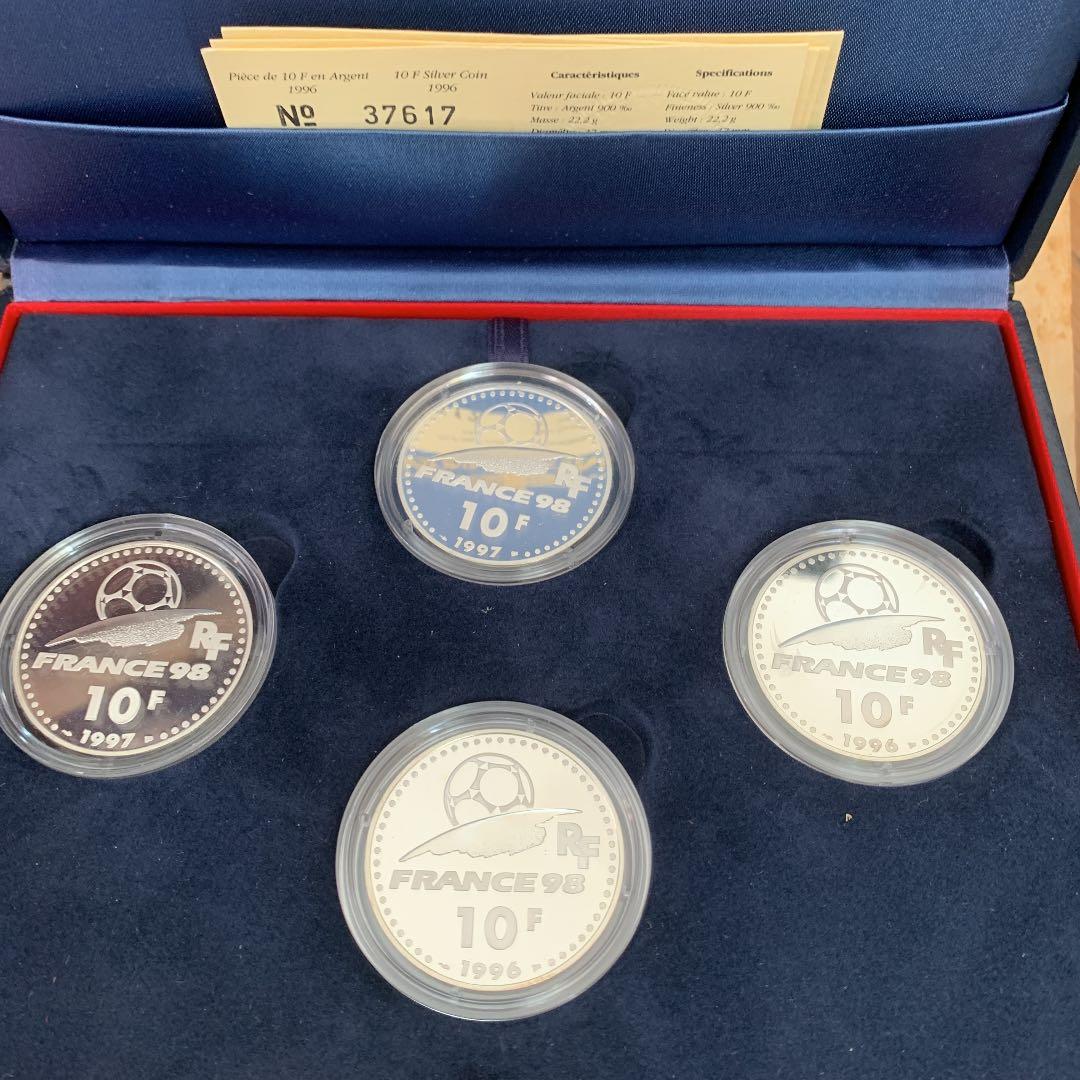 Pièce de 10 F en Argent
1996
10 F Silver Coin
1996
Nº 37617
Caractéristiques
Valeur faciale : 10 F
Titre : Argent 900 ‰
Masse : 22,2 g
Specifications
Face value : 10 F
Fineness : Silver 900 ‰
Weight : 22,2 g
RF
FRANCE 98
10 F
1997
RF
FRANCE 98
10 F
1997
RF
FRANCE 98
10 F
1996
RF
FRANCE 98
10 F
1996